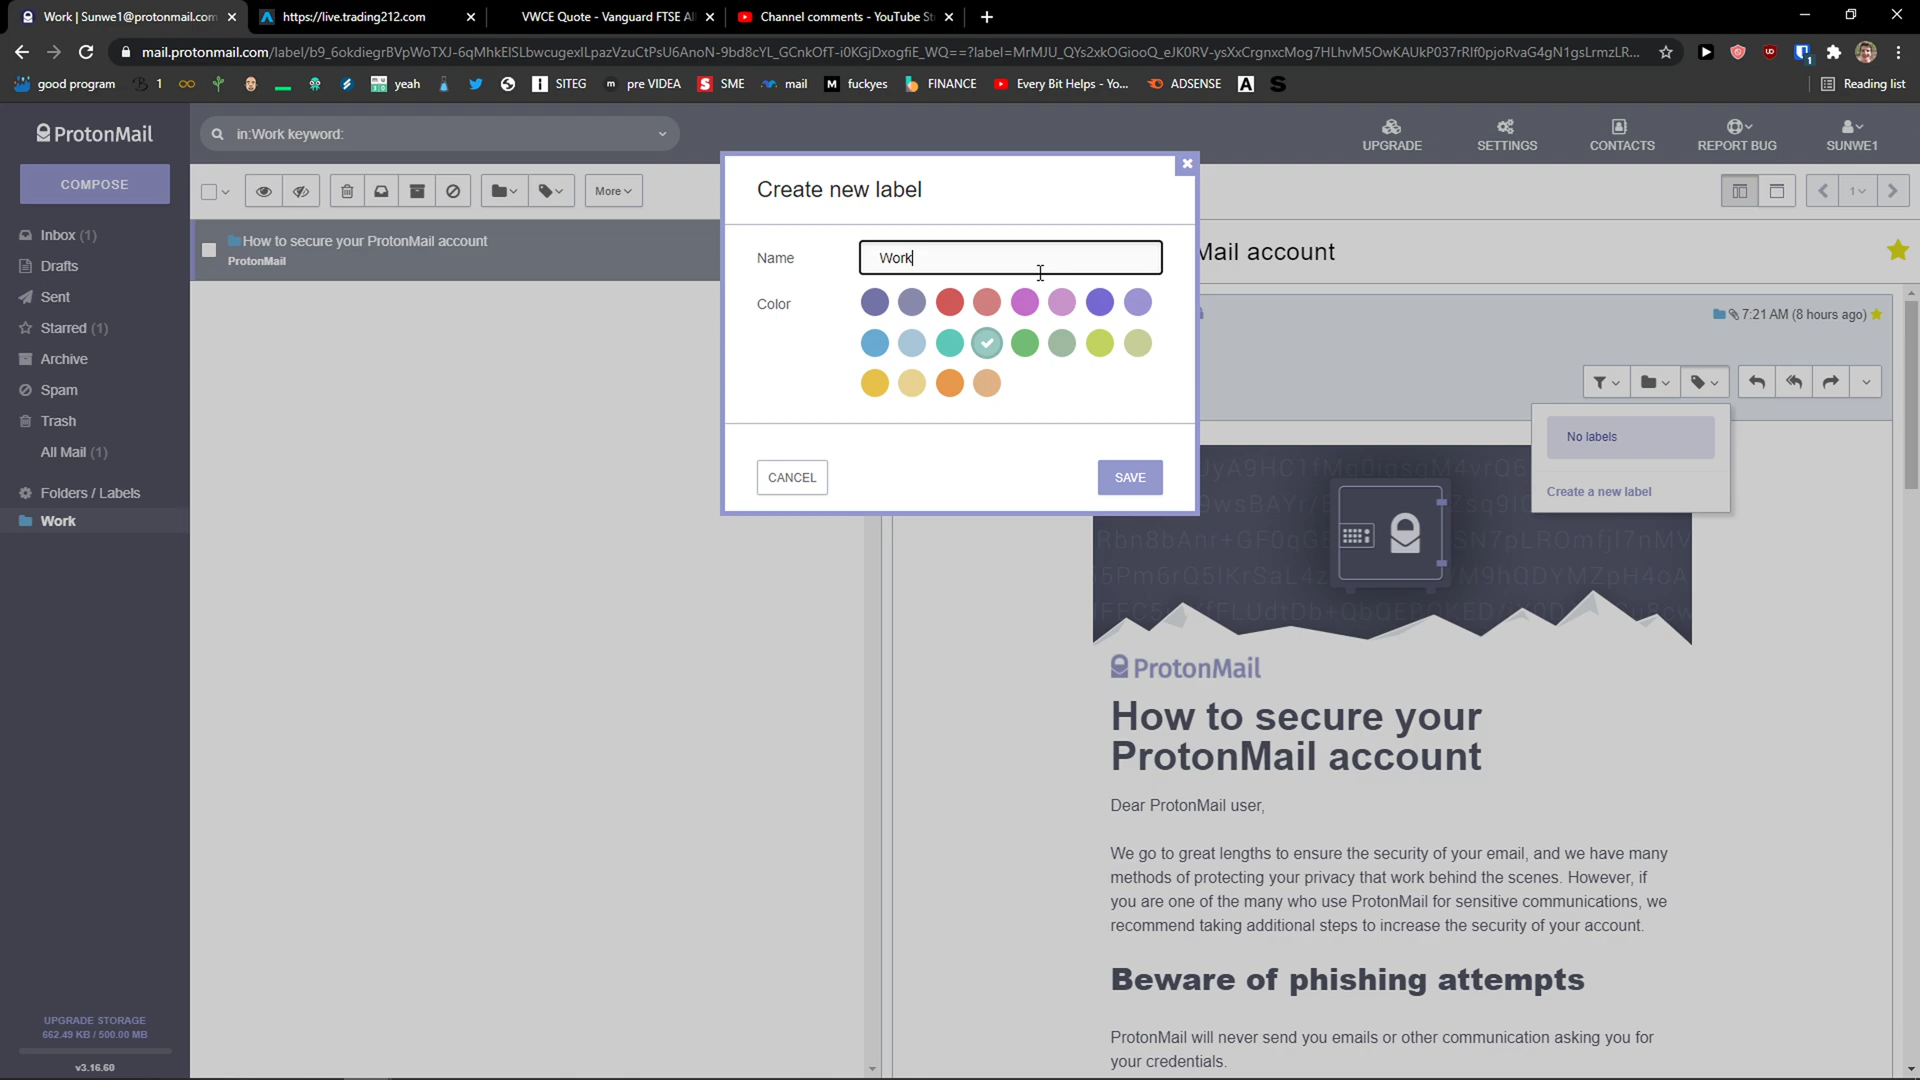 Work | Sunwe1@protonmail.com
https://live.trading212.com
VWCE Quote - Vanguard FTSE Al
Channel comments - YouTube St
mail.protonmail.com/label/
good program
1
yeah
SITEG
pre VIDEA
SME
mail
fuckyes
FINANCE
Every Bit Helps - Yo...
ADSENSE
Reading list
ProtonMail
in:Work keyword:
UPGRADE
SETTINGS
CONTACTS
REPORT BUG
SUNWE1
COMPOSE
More
1
Inbox (1)
Drafts
Sent
Starred (1)
Archive
Spam
Trash
All Mail (1)
Folders / Labels
Work
UPGRADE STORAGE
662.49 KB / 500.00 MB
v3.16.60
How to secure your ProtonMail account
ProtonMail
Create new label
Name
Work
Color
CANCEL
SAVE
Mail account
7:21 AM (8 hours ago)
No labels
Create a new label
ProtonMail
How to secure your
ProtonMail account
Dear ProtonMail user,
We go to great lengths to ensure the security of your email, and we have many
methods of protecting your privacy that work behind the scenes. However, if
you are one of the many who use ProtonMail for sensitive communications, we
recommend taking additional steps to increase the security of your account.
Beware of phishing attempts
ProtonMail will never send you emails or other communication asking you for
your credentials.